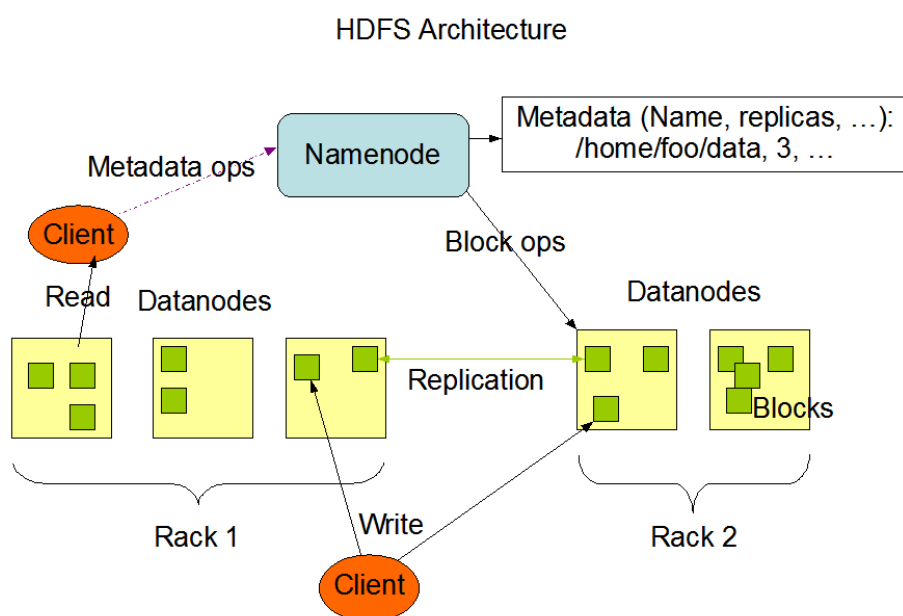 HDFS Architecture
Metadata (Name, replicas, …):
/home/foo/data, 3, …
Namenode
Metadata ops
Client
Block ops
Read
Datanodes
Datanodes
Replication
Blocks
Rack 1
Write
Rack 2
Client